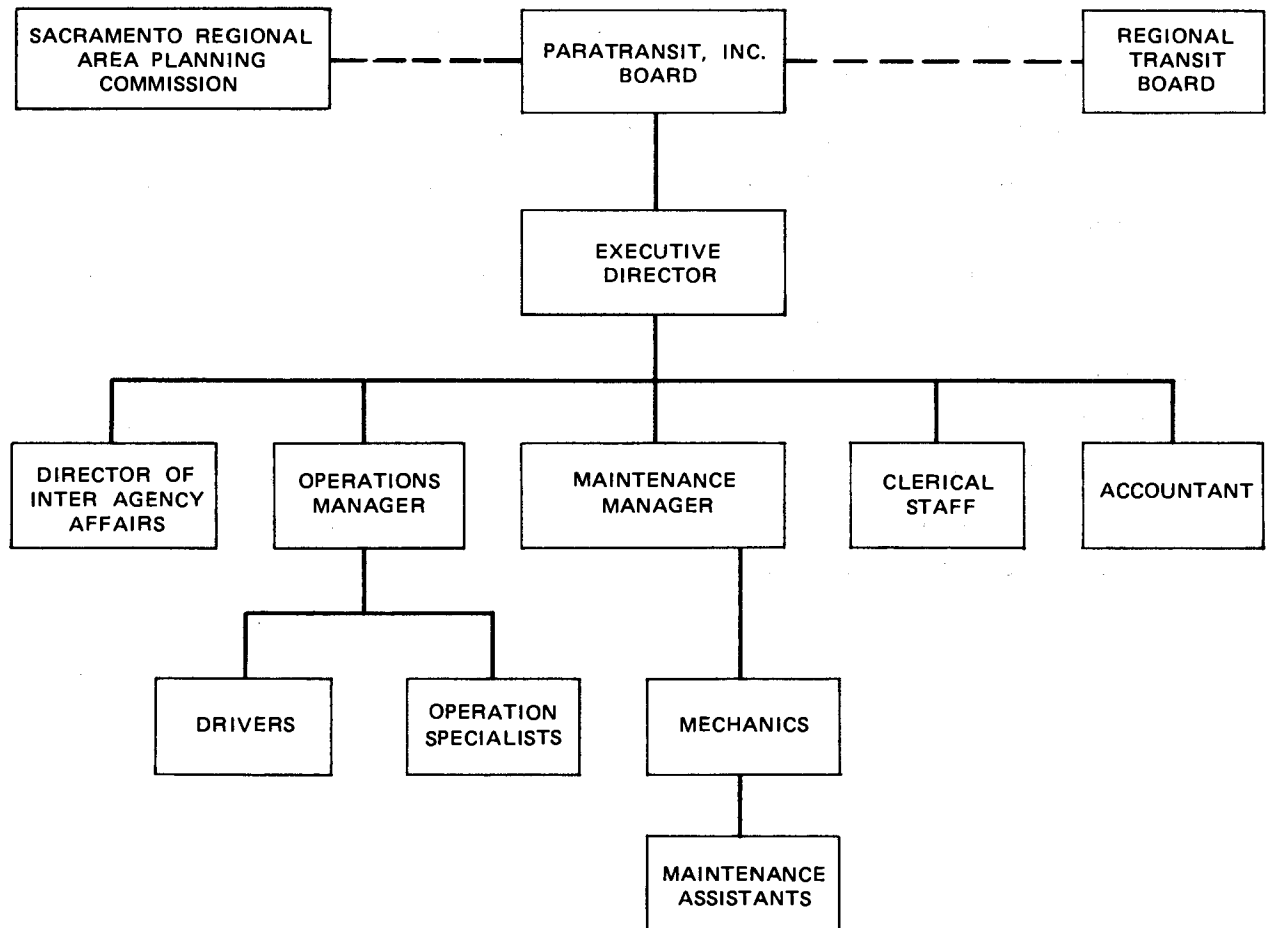 SACRAMENTO REGIONAL
AREA PLANNING
COMMISSION
PARATRANSIT, INC.
BOARD
REGIONAL
TRANSIT
BOARD
EXECUTIVE
DIRECTOR
DIRECTOR OF
INTER AGENCY
AFFAIRS
OPERATIONS
MANAGER
MAINTENANCE
MANAGER
CLERICAL
STAFF
ACCOUNTANT
DRIVERS
OPERATION
SPECIALISTS
MECHANICS
MAINTENANCE
ASSISTANTS